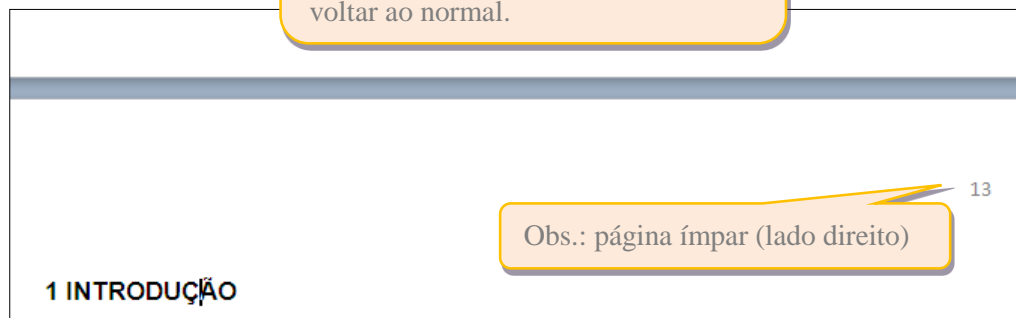 voltar ao normal.
13
Obs.: página ímpar (lado direito)
1 INTRODUÇÃO